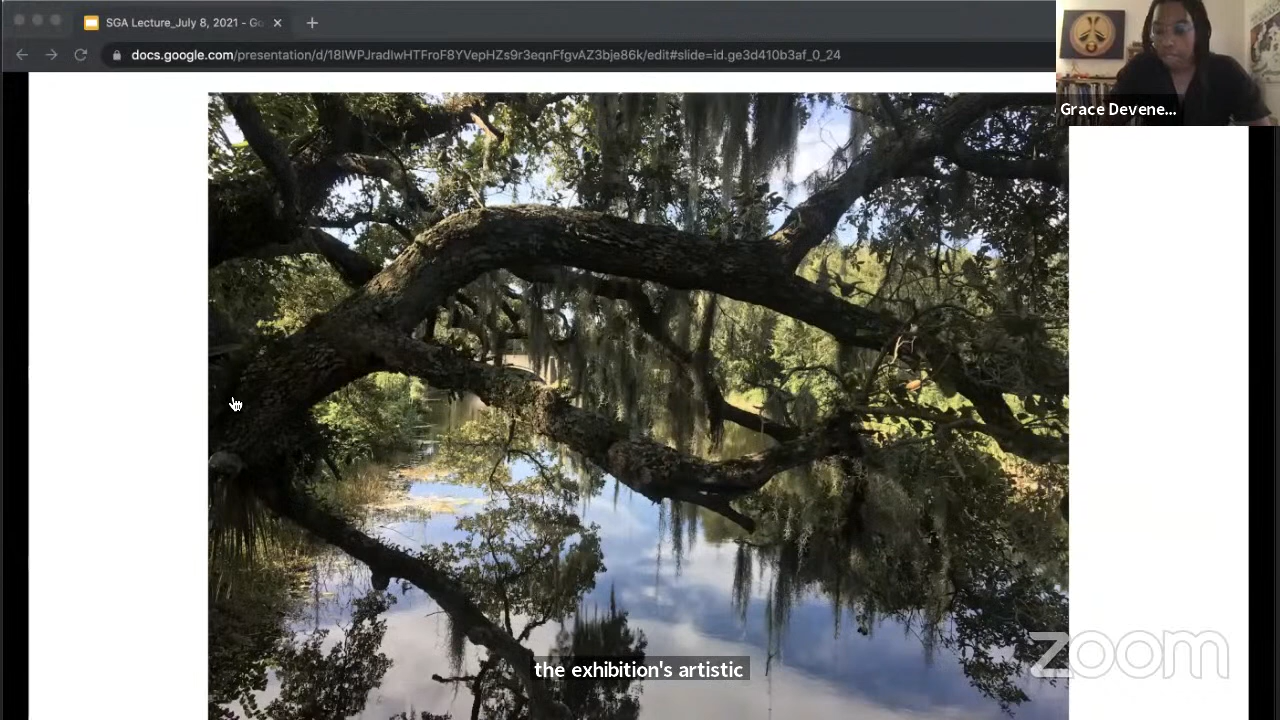 SGA Lecture_July 8, 2021 - Go
docs.google.com/presentation/d/18IWPJradIwHTFroF8YVepHZs9r3eqnFfgvAZ3bje86k/edit#slide=id.ge3d410b3af_0_24
Grace Devene...
the exhibition's artistic
zoom